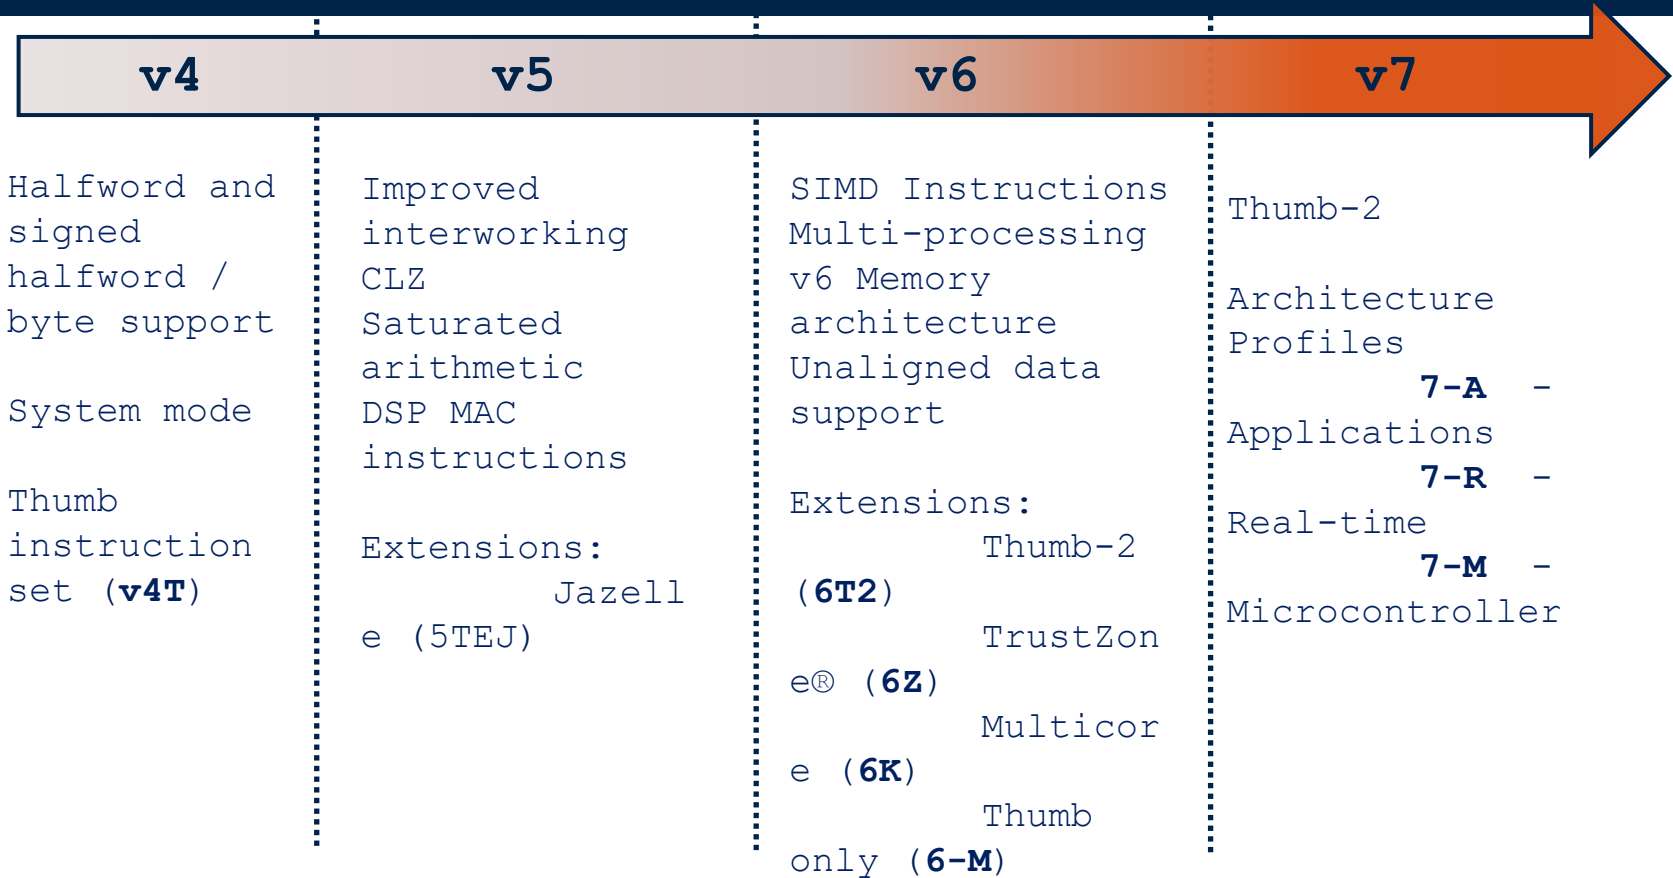 v4
v5
v6
v7
Halfword and
signed
halfword /
byte support
System mode
Thumb
instruction
set (v4T)
Improved
interworking
CLZ
Saturated
arithmetic
DSP MAC
instructions
Extensions:
Jazell
e (5TEJ)
SIMD Instructions
Multi-processing
v6 Memory
architecture
Unaligned data
support
Extensions:
Thumb-2
(6T2)
TrustZon
e® (6Z)
Multicor
e (6K)
Thumb
only (6-M)
Thumb-2
Architecture
Profiles
7-A -
Applications
7-R -
Real-time
7-M -
Microcontroller